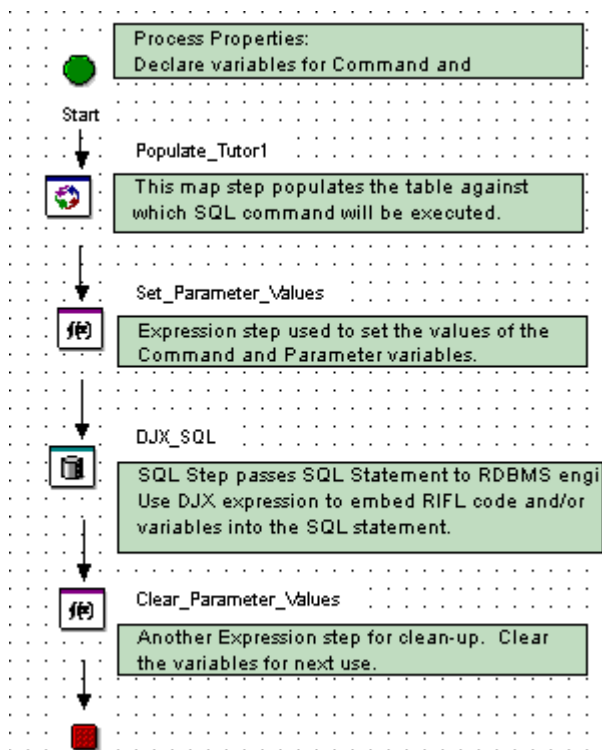 Process Properties:
Declare variables for Command and
Start
Populate_Tutor1
This map step populates the table against
which SQL command will be executed.
Set_Parameter_Values
f(x)
Expression step used to set the values of the
Command and Parameter variables.
DJX_SQL
SQL Step passes SQL Statement to RDBMS engi
Use DJX expression to embed RIFL code and/or
variables into the SQL statement.
Clear_Parameter_Values
f(x)
Another Expression step for clean-up. Clear
the variables for next use.